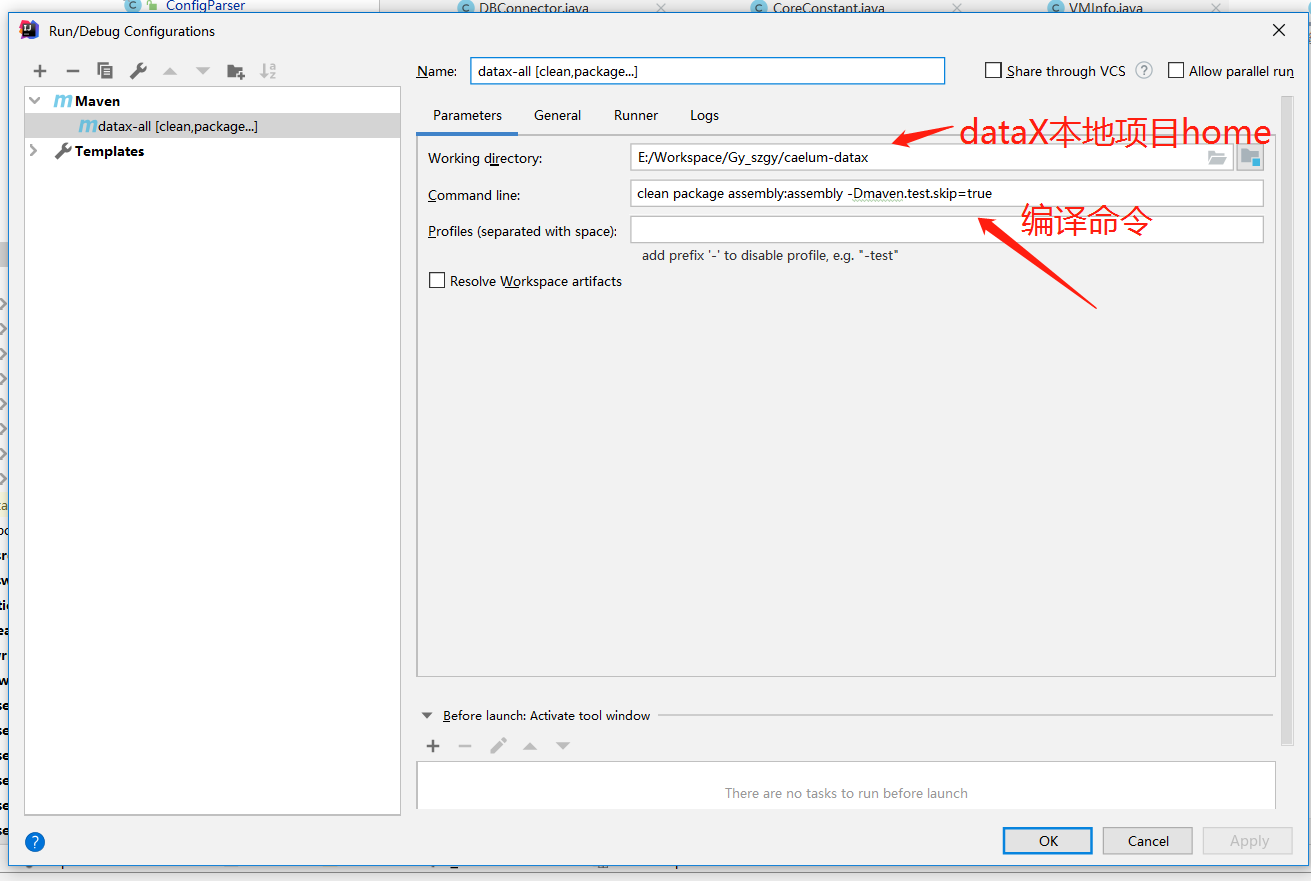 ConfigParser
DBConnector.java
CoreConstant.java
VMInfo.java
Run/Debug Configurations
Name:
datax-all [clean,package...]
Share through VCS
Allow parallel run
Maven
datax-all [clean,package...]
Templates
Parameters
General
Runner
Logs
dataX本地项目home
Working directory:
E:/Workspace/Gy_szgy/caelum-datax
Command line:
clean package assembly:assembly -Dmaven.test.skip=true
编译命令
Profiles (separated with space):
add prefix '-' to disable profile, e.g. "-test"
Resolve Workspace artifacts
Before launch: Activate tool window
There are no tasks to run before launch
OK
Cancel
Apply